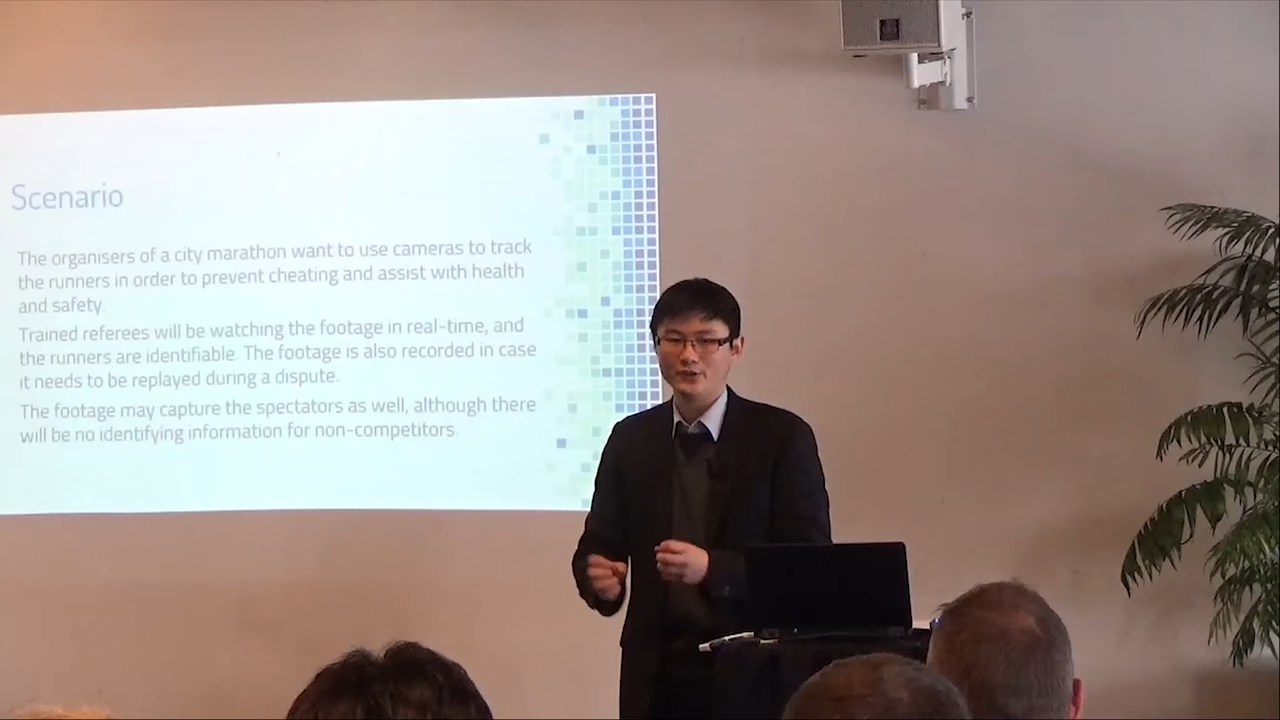 Scenario
The organisers of a city marathon want to use cameras to track
the runners in order to prevent cheating and assist with health
and safety.
Trained referees will be watching the footage in real-time, and
the runners are identifiable. The footage is also recorded in case
it needs to be replayed during a dispute.
The footage may capture the spectators as well, although there
will be no identifying information for non-competitors.